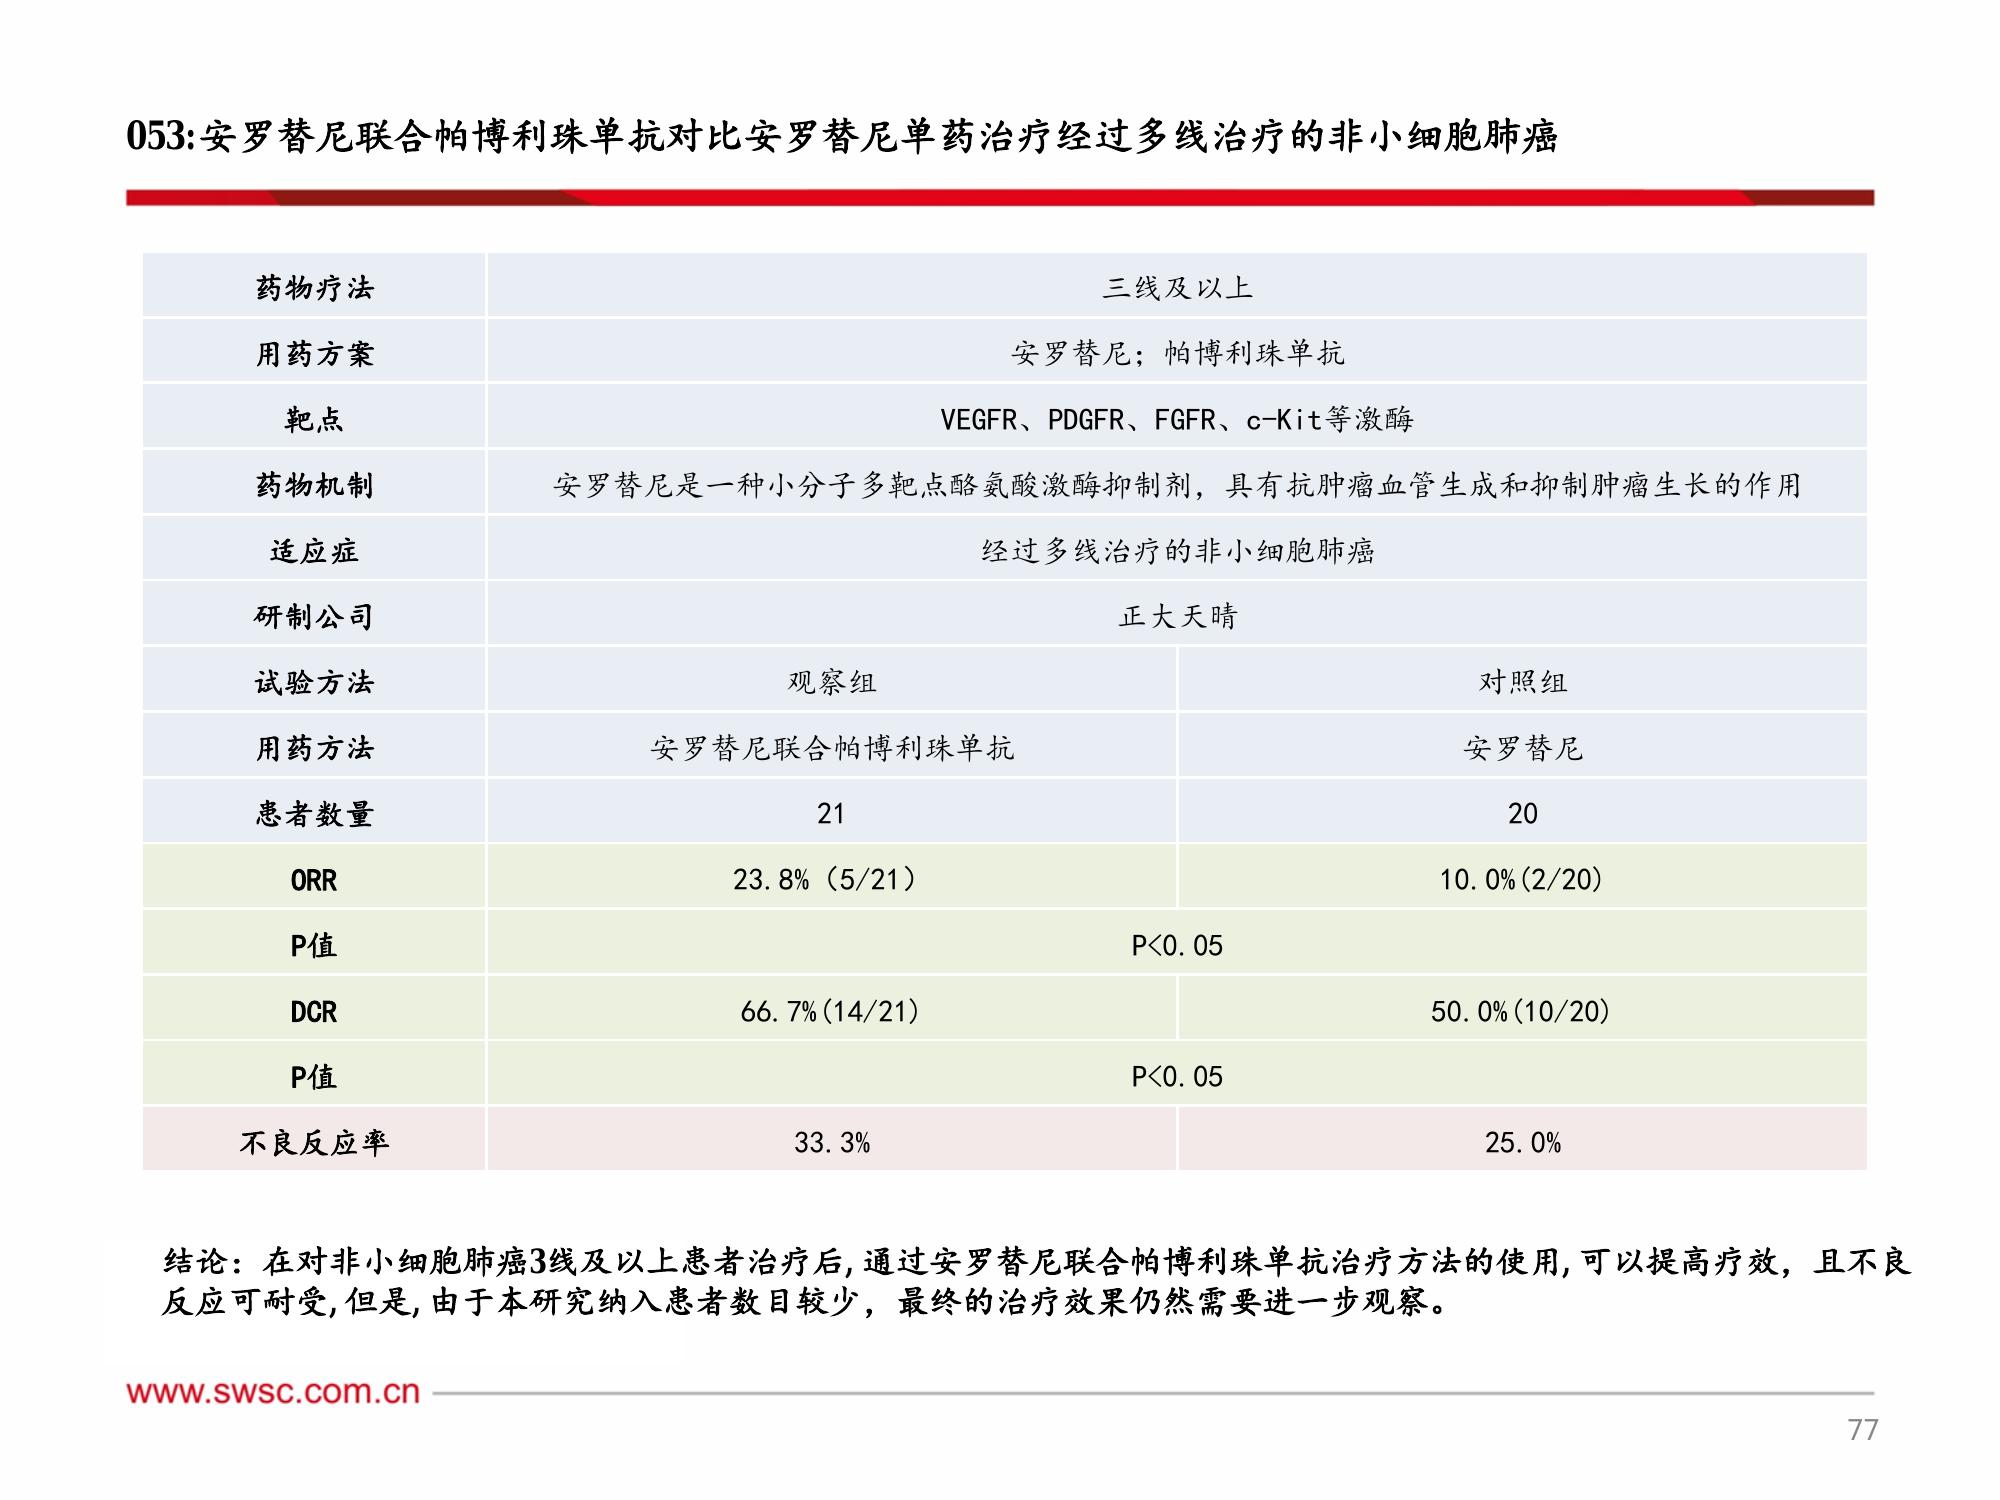 053:安罗替尼联合帕博利珠单抗对比安罗替尼单药治疗经过多线治疗的非小细胞肺癌
药物疗法 三线及以上
用药方案 安罗替尼；帕博利珠单抗
靶点 VEGFR、PDGFR、FGFR、c-Kit等激酶
药物机制 安罗替尼是一种小分子多靶点酪氨酸激酶抑制剂，具有抗肿瘤血管生成和抑制肿瘤生长的作用
适应症 经过多线治疗的非小细胞肺癌
研制公司 正大天晴
试验方法 观察组 对照组
用药方法 安罗替尼联合帕博利珠单抗 安罗替尼
患者数量 21 20
ORR 23.8%（5/21） 10.0%(2/20)
P值 P<0.05
DCR 66.7%(14/21) 50.0%(10/20)
P值 P<0.05
不良反应率 33.3% 25.0%
结论：在对非小细胞肺癌3线及以上患者治疗后,通过安罗替尼联合帕博利珠单抗治疗方法的使用,可以提高疗效，且不良
反应可耐受,但是,由于本研究纳入患者数目较少，最终的治疗效果仍然需要进一步观察。
www.swsc.com.cn
77